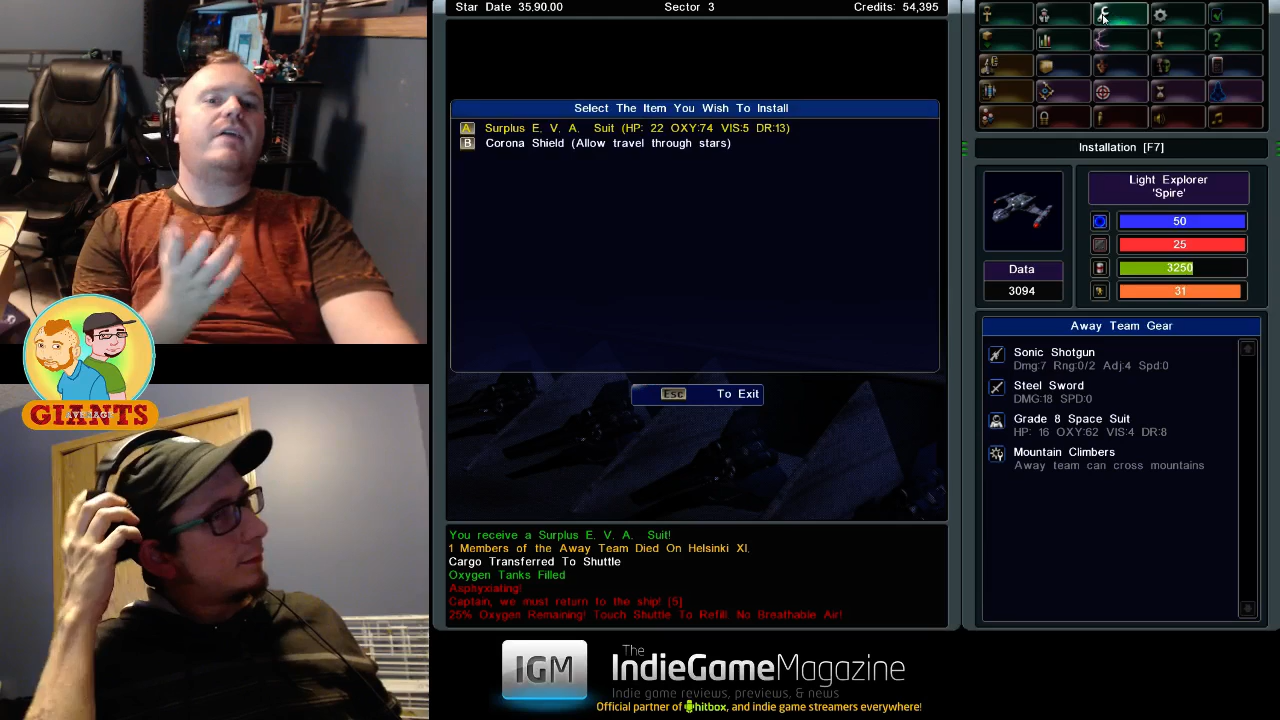 Star Date 35.90.00 Sector 3 Credits: 54,395
Select The Item You Wish To Install
A Surplus E. V. A. Suit (HP: 22 OXY:74 VIS:5 DR:13)
B Corona Shield (Allow travel through stars)
Esc To Exit
You receive a Surplus E. V. A. Suit!
1 Members of the Away Team Died On Helsinki XI.
Cargo Transferred To Shuttle
Oxygen Tanks Filled
Asphyxiating!
Captain, we must return to the ship! [5]
25% Oxygen Remaining! Touch Shuttle To Refill. No Breathable Air!
Installation [F7]
Light Explorer
'Spire'
50
25
3250
31
Data
3094
Away Team Gear
Sonic Shotgun
Dmg:7 Rng:0/2 Adj:4 Spd:0
Steel Sword
DMG:18 SPD:0
Grade 8 Space Suit
HP: 16 OXY:62 VIS:4 DR:8
Mountain Climbers
Away team can cross mountains
AVERAGE
GIANTS
IGM
The
IndieGameMagazine
Indie game reviews, previews, & news
Official partner of hitbox, and indie game streamers everywhere!